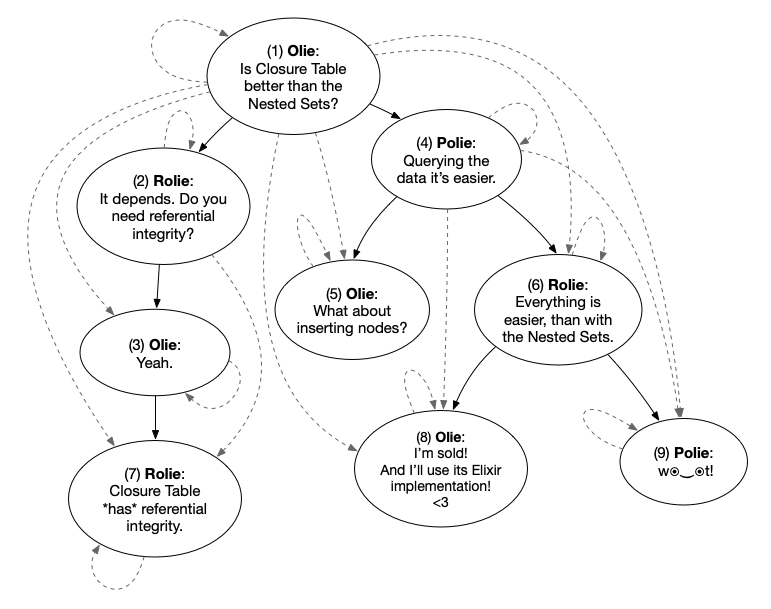 (1) Olie:
Is Closure Table
better than the
Nested Sets?
(2) Rolie:
It depends. Do you
need referential
integrity?
(4) Polie:
Querying the
data it's easier.
(3) Olie:
Yeah.
(5) Olie:
What about
inserting nodes?
(6) Rolie:
Everything is
easier, than with
the Nested Sets.
(7) Rolie:
Closure Table
*has* referential
integrity.
(8) Olie:
I'm sold!
And I'll use its Elixir
implementation!
<3
(9) Polie:
w๏‿๏t!